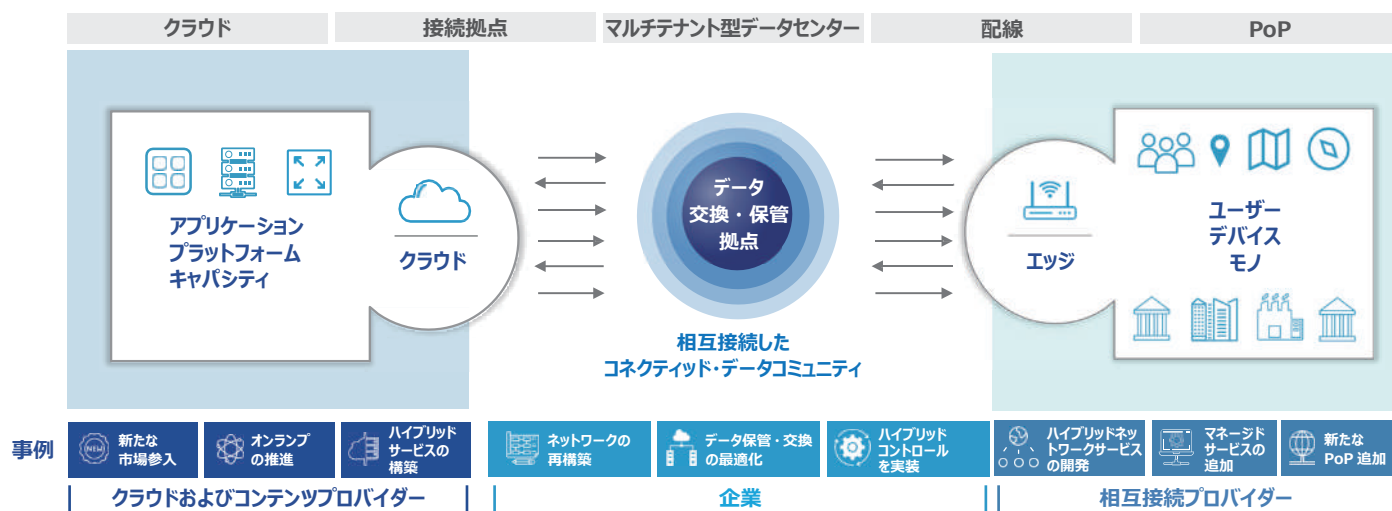 クラウド
接続拠点
マルチテナント型データセンター
配線
PoP
アプリケーション
プラットフォーム
キャパシティ
クラウド
データ
交換・保管
拠点
相互接続した
コネクティッド・データコミュニティ
エッジ
ユーザー
デバイス
モノ
事例
NEW
新たな
市場参入
オンランプ
の推進
ハイブリッド
サービスの
構築
ネットワークの
再構築
データ保管・交換
の最適化
ハイブリッド
コントロール
を実装
ハイブリッドネッ
トワークサービス
の開発
マネージド
サービスの
追加
新たな
PoP 追加
クラウドおよびコンテンツプロバイダー
企業
相互接続プロバイダー